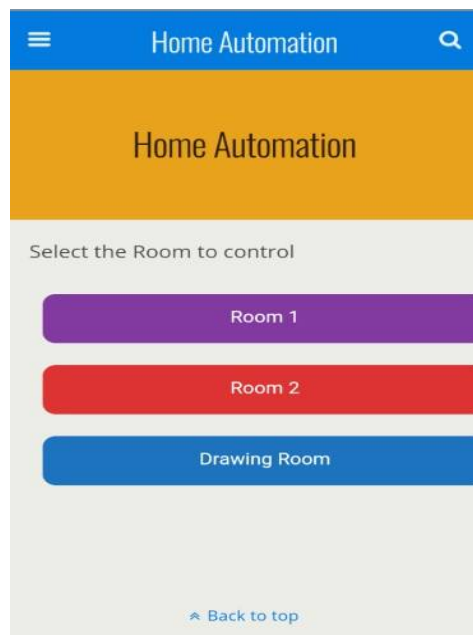 Home Automation
Home Automation
Select the Room to control
Room 1
Room 2
Drawing Room
Back to top